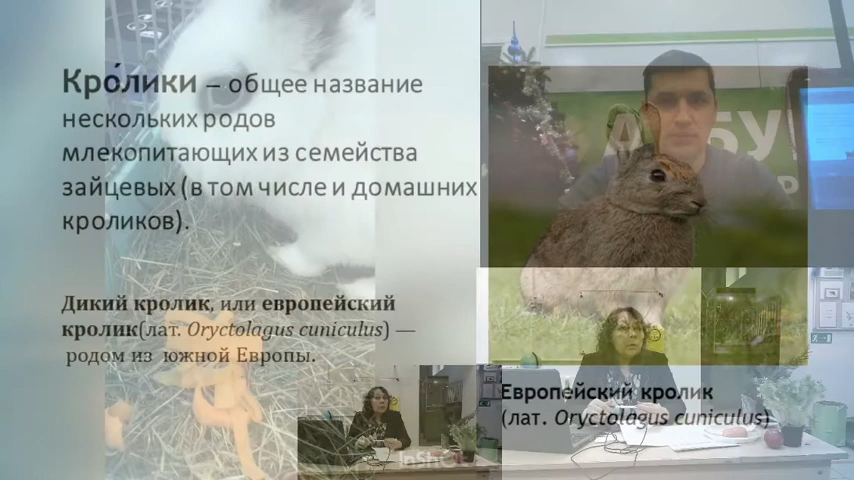 Кро́лики – общее название
нескольких родов
млекопитающих из семейства
зайцевых (в том числе и домашних
кроликов).
Дикий кролик, или европейский
кролик(лат. Oryctolagus cuniculus) —
родом из южной Европы.
Европейский кролик
(лат. Oryctolagus cuniculus)